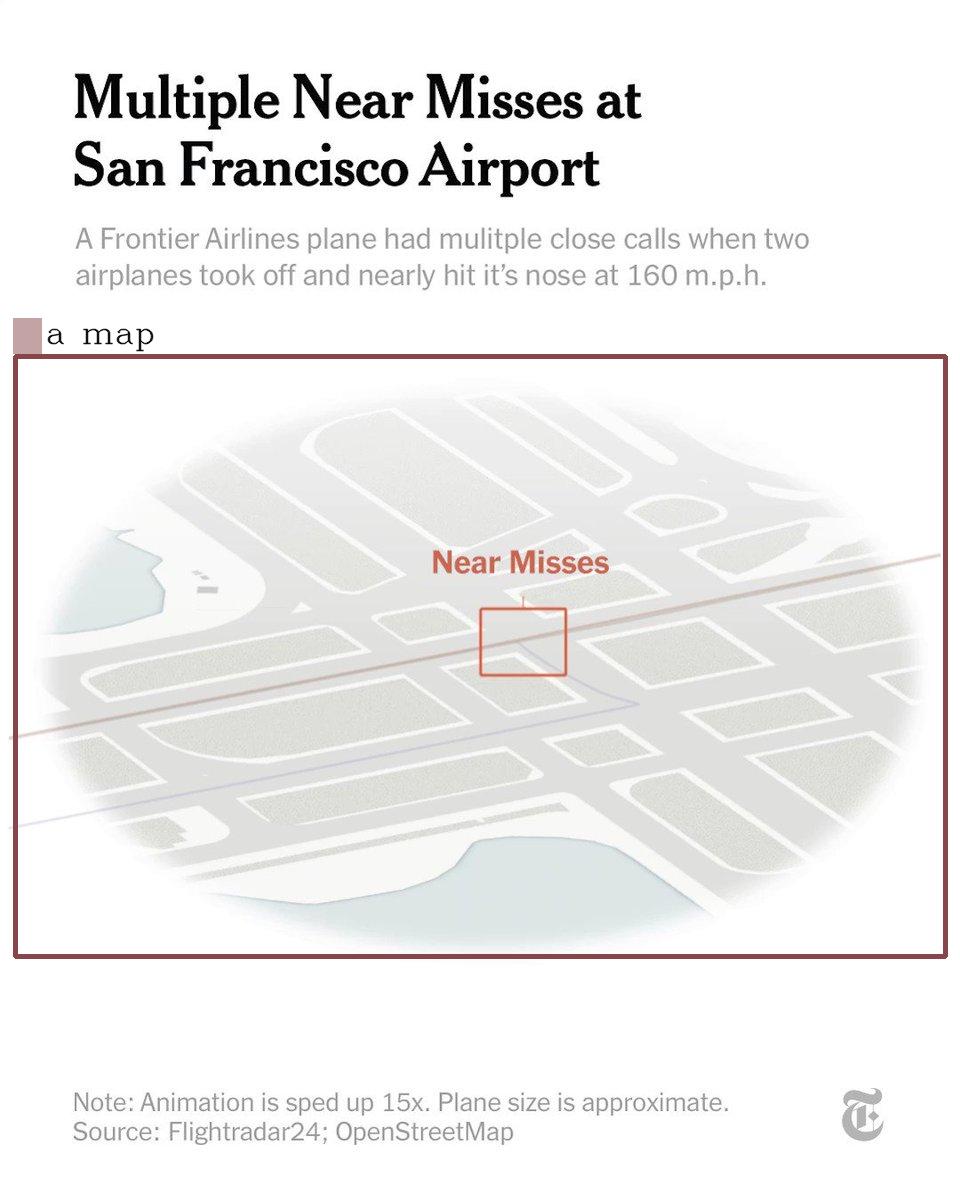 Multiple Near Misses at
San Francisco Airport
A Frontier Airlines plane had mulitple close calls when two
airplanes took off and nearly hit it’s nose at 160 m.p.h.
a map
Near Misses
Note: Animation is sped up 15x. Plane size is approximate.
Source: Flightradar24; OpenStreetMap
T